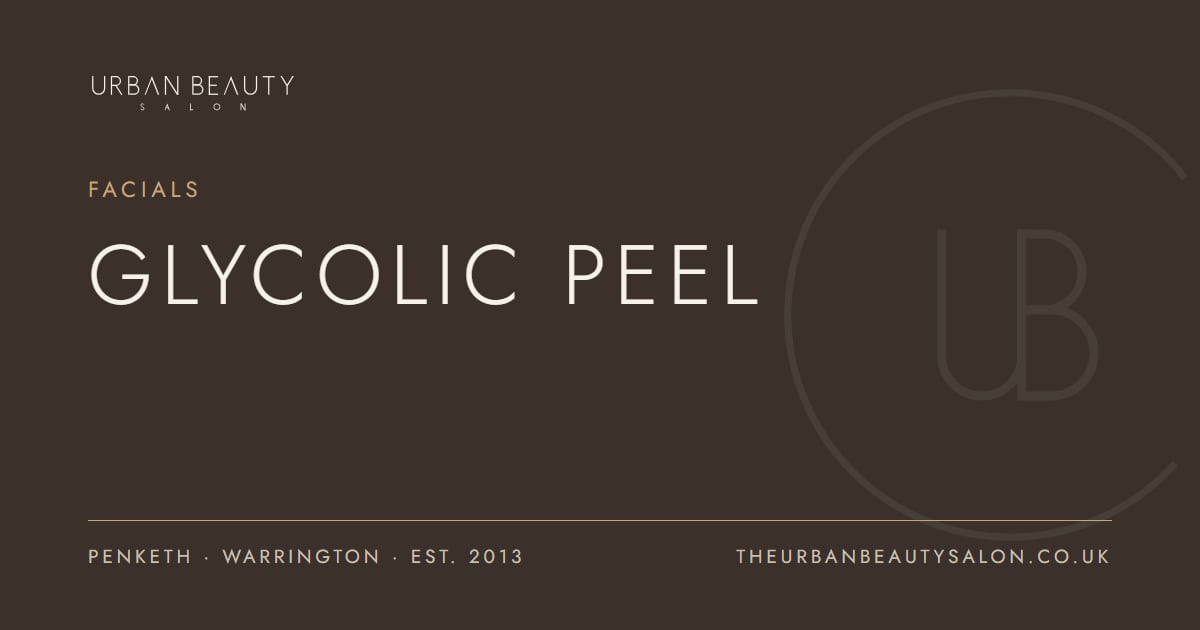 URBAN BEAUTY
SALON
FACIALS
GLYCOLIC PEEL
UB
PENKETH · WARRINGTON · EST. 2013
THEURBANBEAUTYSALON.CO.UK